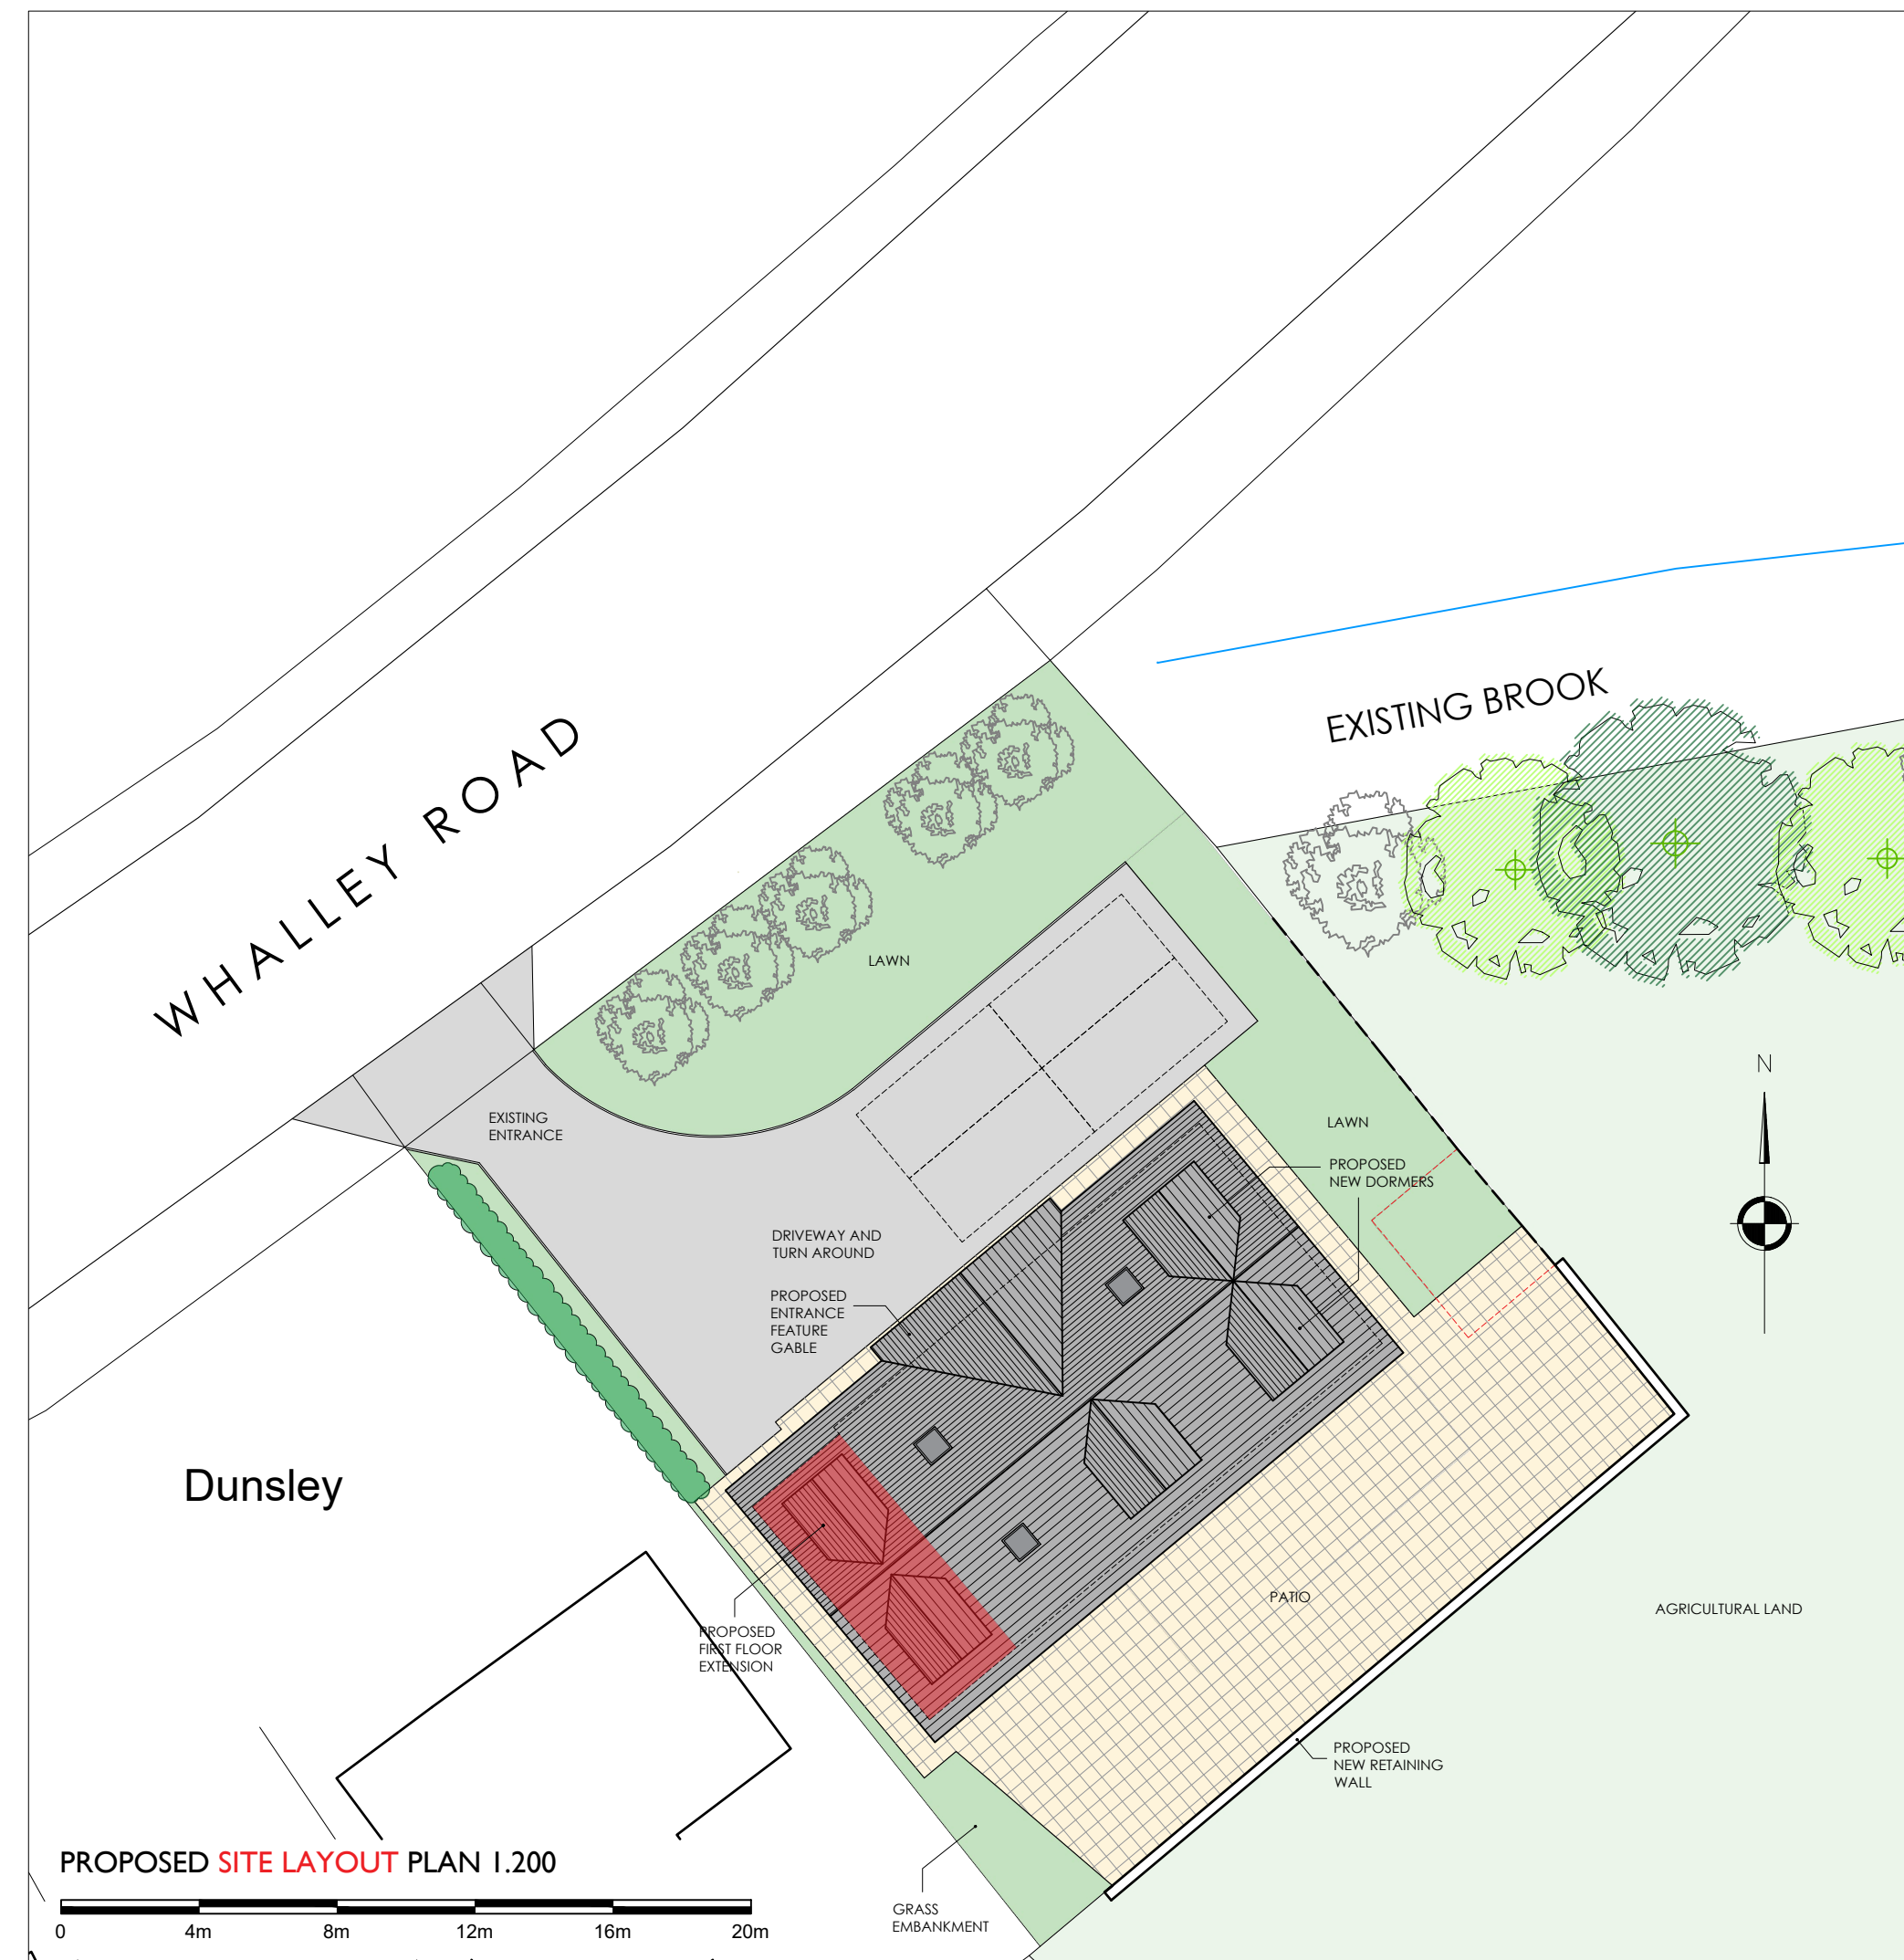 WHALLEY ROAD
EXISTING BROOK
LAWN
N
EXISTING
ENTRANCE
LAWN
PROPOSED
NEW DORMERS
DRIVEWAY AND
TURN AROUND
PROPOSED
ENTRANCE
FEATURE
GABLE
Dunsley
PATIO
AGRICULTURAL LAND
PROPOSED
FIRST FLOOR
EXTENSION
PROPOSED
NEW RETAINING
WALL
PROPOSED SITE LAYOUT PLAN 1.200
0 4m 8m 12m 16m 20m
GRASS
EMBANKMENT